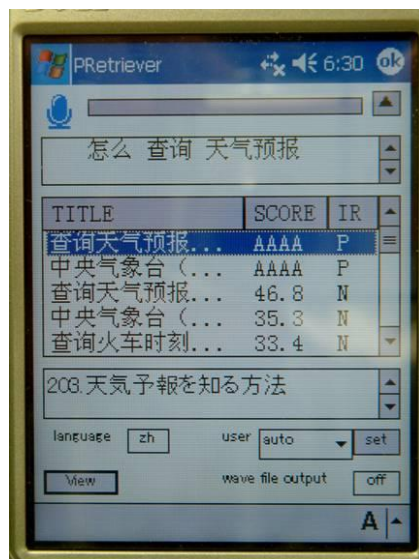 PRetriever 6:30 ok
怎么 查询 天气预报
TITLE SCORE IR
查询天气预报... AAAA P
中央气象台（... AAAA P
查询天气预报... 46.8 N
中央气象台（... 35.3 N
查询火车时刻... 33.4 N
203.天気予報を知る方法
language zh user auto set
View wave file output off
A